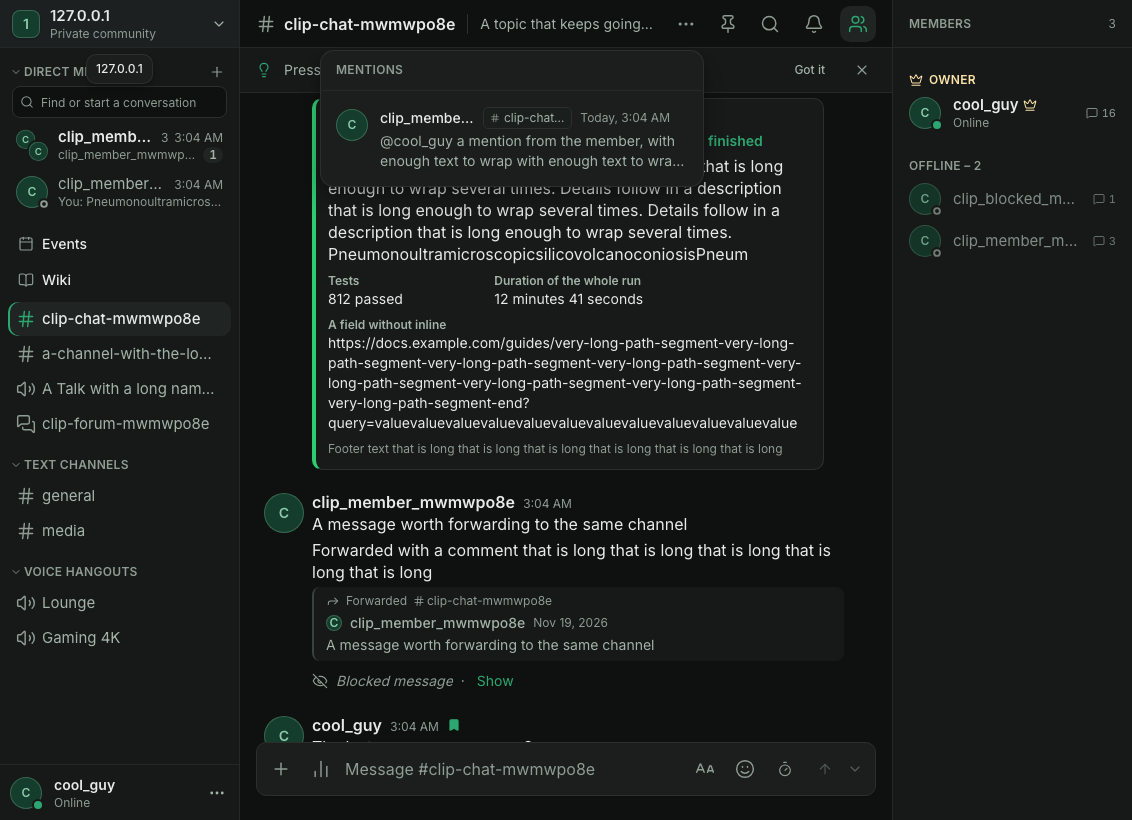 1
127.0.0.1
Private community
DIRECT M
127.0.0.1
Find or start a conversation
C
C
clip_memb...
3
3:04 AM
clip_member_mwmwp...
1
C
clip_member...
3:04 AM
You: Pneumonoultramicros...
Events
Wiki
clip-chat-mwmwpo8e
a-channel-with-the-lo...
A Talk with a long nam...
clip-forum-mwmwpo8e
TEXT CHANNELS
general
media
VOICE HANGOUTS
Lounge
Gaming 4K
C
cool_guy
Online
clip-chat-mwmwpo8e
A topic that keeps going...
Press
Got it
MENTIONS
C
clip_membe...
# clip-chat...
Today, 3:04 AM
@cool_guy a mention from the member, with
enough text to wrap with enough text to wra...
finished
that is long
enough to wrap several times. Details follow in a description
that is long enough to wrap several times. Details follow in a
description that is long enough to wrap several times.
PneumonoultramicroscopicsilicovolcanoconiosisPneum
Tests
Duration of the whole run
812 passed
12 minutes 41 seconds
A field without inline
https://docs.example.com/guides/very-long-path-segment-very-long-
path-segment-very-long-path-segment-very-long-path-segment-very-
long-path-segment-very-long-path-segment-very-long-path-segment-
very-long-path-segment-end?
query=valuevaluevaluevaluevaluevaluevaluevaluevaluevaluevalue
Footer text that is long that is long that is long that is long that is long that is long
C
clip_member_mwmwpo8e
3:04 AM
A message worth forwarding to the same channel
Forwarded with a comment that is long that is long that is long that is
long that is long
Forwarded # clip-chat-mwmwpo8e
C
clip_member_mwmwpo8e
Nov 19, 2026
A message worth forwarding to the same channel
Blocked message · Show
C
cool_guy
3:04 AM
Message #clip-chat-mwmwpo8e
AA
MEMBERS
3
OWNER
C
cool_guy
16
Online
OFFLINE – 2
C
clip_blocked_m...
1
C
clip_member_m...
3